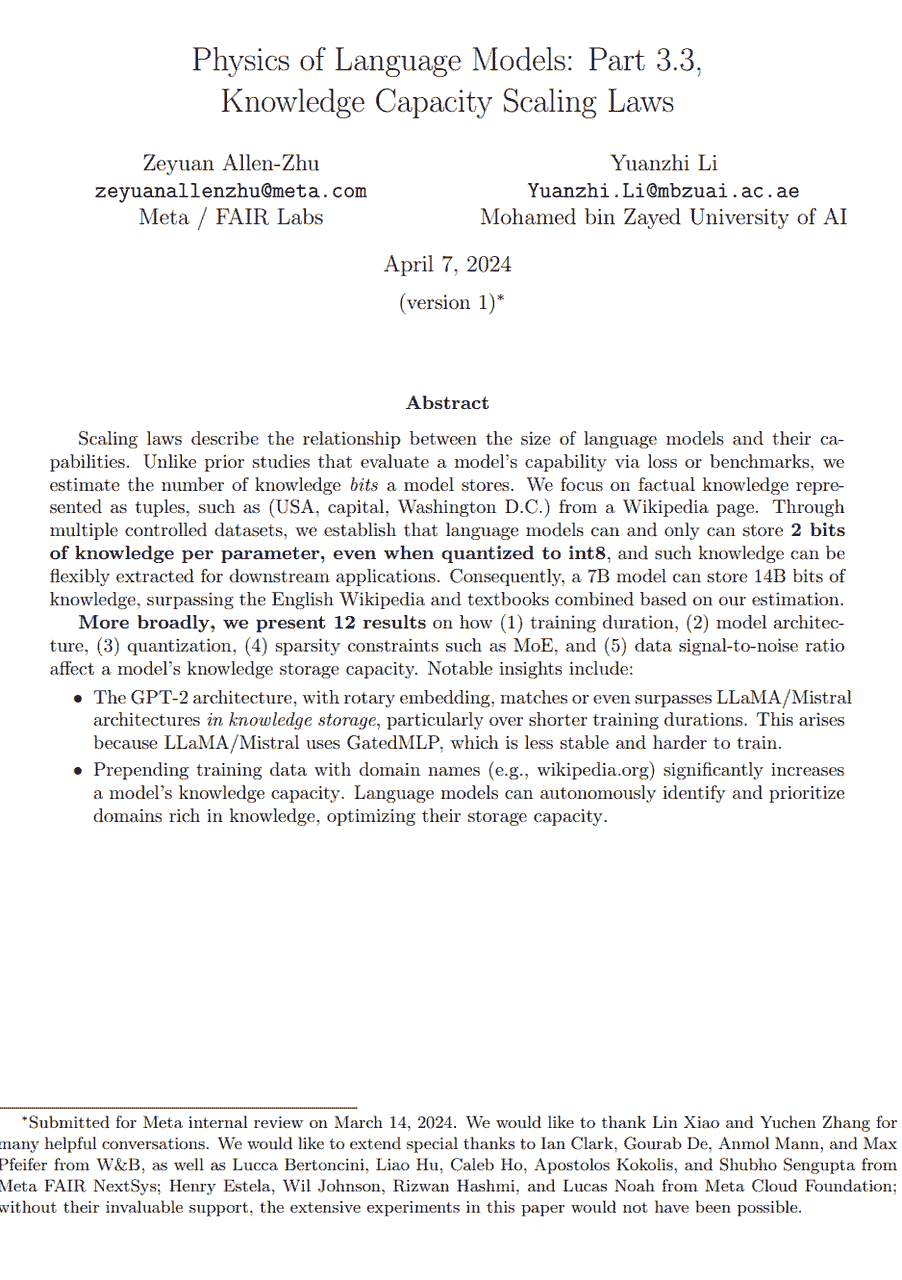 Physics of Language Models: Part 3.3,
Knowledge Capacity Scaling Laws
Zeyuan Allen-Zhu
zeyuanallenzhu@meta.com
Meta / FAIR Labs
Yuanzhi Li
Yuanzhi.Li@mbzuai.ac.ae
Mohamed bin Zayed University of AI
April 7, 2024
(version 1)*
Abstract
Scaling laws describe the relationship between the size of language models and their ca-
pabilities. Unlike prior studies that evaluate a model's capability via loss or benchmarks, we
estimate the number of knowledge bits a model stores. We focus on factual knowledge repre-
sented as tuples, such as (USA, capital, Washington D.C.) from a Wikipedia page. Through
multiple controlled datasets, we establish that language models can and only can store 2 bits
of knowledge per parameter, even when quantized to int8, and such knowledge can be
flexibly extracted for downstream applications. Consequently, a 7B model can store 14B bits of
knowledge, surpassing the English Wikipedia and textbooks combined based on our estimation.
More broadly, we present 12 results on how (1) training duration, (2) model architec-
ture, (3) quantization, (4) sparsity constraints such as MoE, and (5) data signal-to-noise ratio
affect a model's knowledge storage capacity. Notable insights include:
• The GPT-2 architecture, with rotary embedding, matches or even surpasses LLaMA/Mistral
architectures in knowledge storage, particularly over shorter training durations. This arises
because LLaMA/Mistral uses GatedMLP, which is less stable and harder to train.
• Prepending training data with domain names (e.g., wikipedia.org) significantly increases
a model's knowledge capacity. Language models can autonomously identify and prioritize
domains rich in knowledge, optimizing their storage capacity.
*Submitted for Meta internal review on March 14, 2024. We would like to thank Lin Xiao and Yuchen Zhang for
many helpful conversations. We would like to extend special thanks to Ian Clark, Gourab De, Anmol Mann, and Max
Pfeifer from W&B, as well as Lucca Bertoncini, Liao Hu, Caleb Ho, Apostolos Kokolis, and Shubho Sengupta from
Meta FAIR NextSys; Henry Estela, Wil Johnson, Rizwan Hashmi, and Lucas Noah from Meta Cloud Foundation;
without their invaluable support, the extensive experiments in this paper would not have been possible.